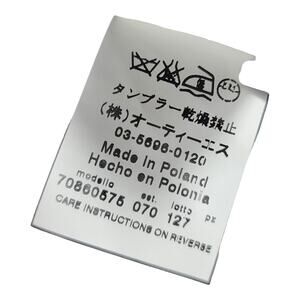 タンブラー乾燥禁止
(株)オーティーエス
03-5696-0120
Made in Poland
Hecho en Polonia
modello est. lotto pz
70860575 070 127
CARE INSTRUCTIONS ON REVERSE